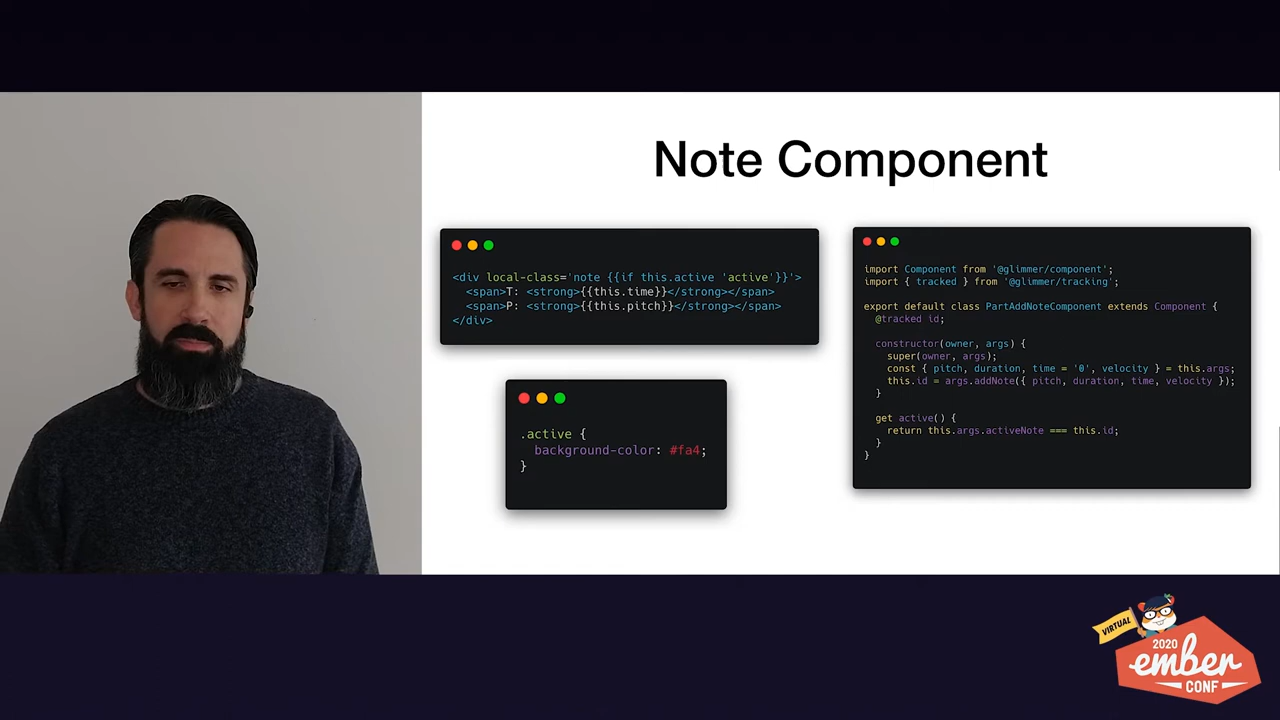 Note Component
<div local-class='note {{if this.active 'active'}}'>
  <span>T: <strong>{{this.time}}</strong></span>
  <span>P: <strong>{{this.pitch}}</strong></span>
</div>
.active {
  background-color: #fa4;
}
import Component from '@glimmer/component';
import { tracked } from '@glimmer/tracking';
export default class PartAddNoteComponent extends Component {
  @tracked id;
  constructor(owner, args) {
    super(owner, args);
    const { pitch, duration, time = '0', velocity } = this.args;
    this.id = args.addNote({ pitch, duration, time, velocity });
  }
  get active() {
    return this.args.activeNote === this.id;
  }
}
VIRTUAL
2020
ember
CONF